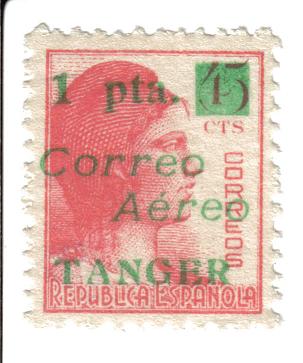 1 pta. 45
CTS
Correo
Aéreo
CORREOS
TANGER
REPUBLICA ESPAÑOLA